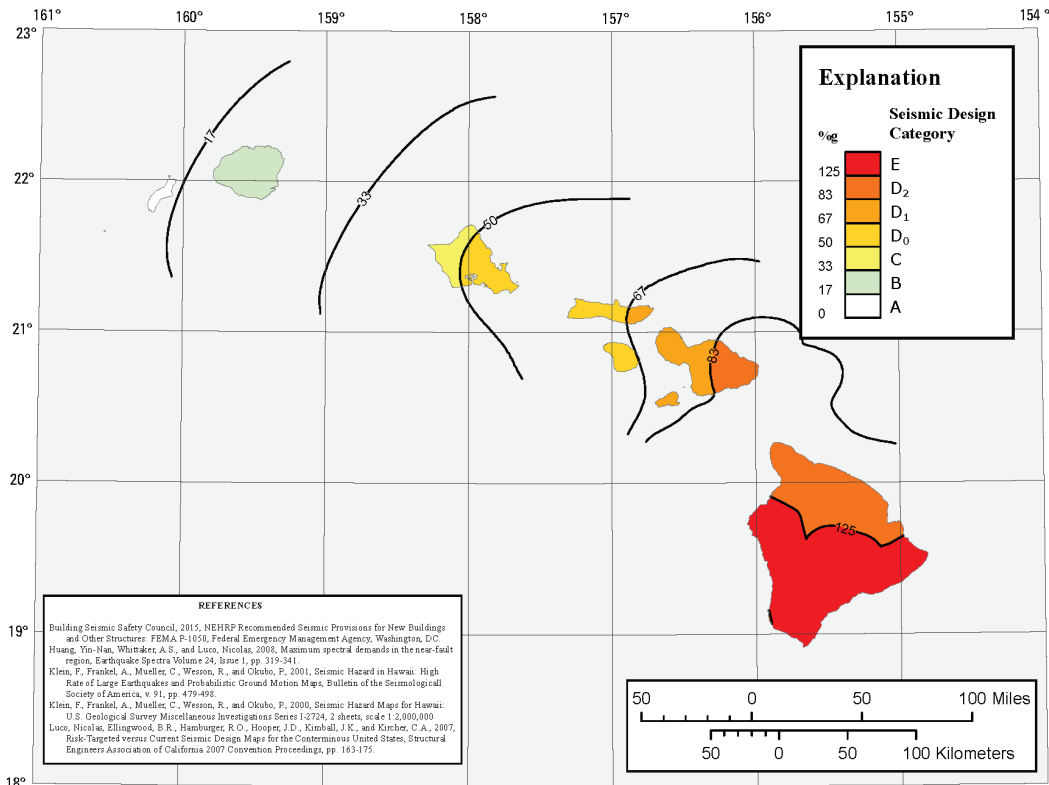 161° 160° 159° 158° 157° 156° 155° 154 °
23°
22°
21°
20°
19°
18°
17
33
50
67
83
125
Explanation
%g
Seismic Design
Category
125 E
83 D₂
67 D₁
50 D₀
33 C
17 B
0 A
REFERENCES
Building Seismic Safety Council, 2015, NEHRP Recommended Seismic Provisions for New Buildings
and Other Structures: FEMA P-1050, Federal Emergency Management Agency, Washington, DC.
Huang, Yin-Nan, Whittaker, A.S., and Luco, Nicolas, 2008, Maximum spectral demands in the near-fault
region, Earthquake Spectra Volume 24, Issue 1, pp. 319-341.
Klein, F., Frankel, A., Mueller, C., Wesson, R., and Okubo, P., 2001, Seismic Hazard in Hawaii: High
Rate of Large Earthquakes and Probabilistic Ground Motion Maps, Bulletin of the Seismologicall
Society of America, v. 91, pp. 479-498.
Klein, F., Frankel, A., Mueller, C., Wesson, R., and Okubo, P., 2000, Seismic Hazard Maps for Hawaii:
U.S. Geological Survey Miscellaneous Investigations Series I-2724, 2 sheets, scale 1:2,000,000
Luco, Nicolas, Ellingwood, B.R., Hamburger, R.O., Hooper, J.D., Kimball, J.K., and Kircher, C.A., 2007,
Risk-Targeted versus Current Seismic Design Maps for the Conterminous United States, Structural
Engineers Association of California 2007 Convention Proceedings, pp. 163-175.
50 0 50 100 Miles
50 0 50 100 Kilometers